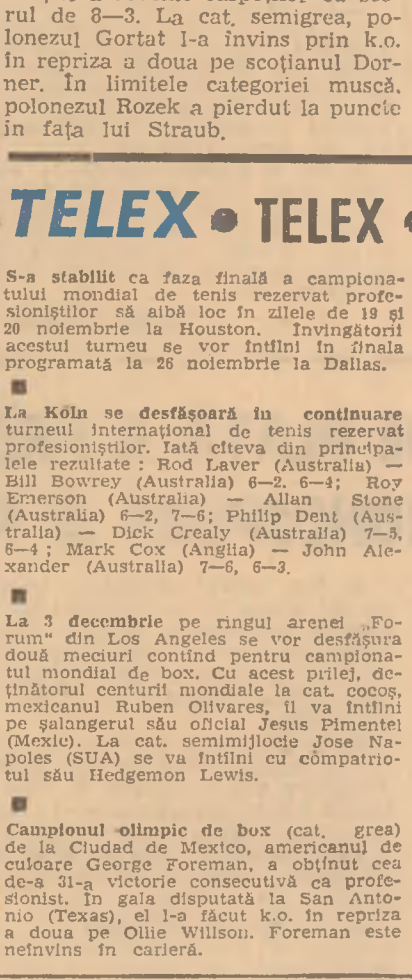 rul de 8—3. La cat. semigrea, po-
lonezul Gortat l-a învins prin k.o.
în repriza a doua pe scoțianul Dor-
ner. În limitele categoriei muscă,
polonezul Rozek a pierdut la puncte
in fața lui Straub.
TELEX • TELEX
S-a stabilit ca faza finală a campiona-
tului mondial de tenis rezervat profe-
sioniștilor să aibă loc în zilele de 19 și
20 noiembrie la Houston. Învingătorii
acestui turneu se vor întîlni în finala
programată la 26 noiembrie la Dallas.
■
La Köln se desfășoară în continuare
turneul internațional de tenis rezervat
profesioniștilor. Iată cîteva din principa-
lele rezultate : Rod Laver (Australia) —
Bill Bowrey (Australia) 6—2, 6—4; Roy
Emerson (Australia) — Allan Stone
(Australia) 6—2, 7—6; Philip Dent (Aus-
tralia) — Dick Crealy (Australia) 7—5,
6—4 ; Mark Cox (Anglia) — John Ale-
xander (Australia) 7—6, 6—3.
■
La 3 decembrie pe ringul arenei „Fo-
rum“ din Los Angeles se vor desfășura
două meciuri contînd pentru campiona-
tul mondial de box. Cu acest prilej, de-
ținătorul centurii mondiale la cat. cocoș,
mexicanul Ruben Olivares, îl va întîlni
pe șalangerul său oficial Jesus Pimentel
(Mexic). La cat. semimijlocie Jose Na-
poles (SUA) se va întîlni cu compatrio-
tul său Hedgemon Lewis.
■
Campionul olimpic de box (cat. grea)
de la Ciudad de Mexico, americanul de
culoare George Foreman, a obținut cea
de-a 31-a victorie consecutivă ca profe-
sionist. În gala disputată la San Anto-
nio (Texas), el l-a făcut k.o. în repriza
a doua pe Ollie Willson. Foreman este
neînvins în carieră.